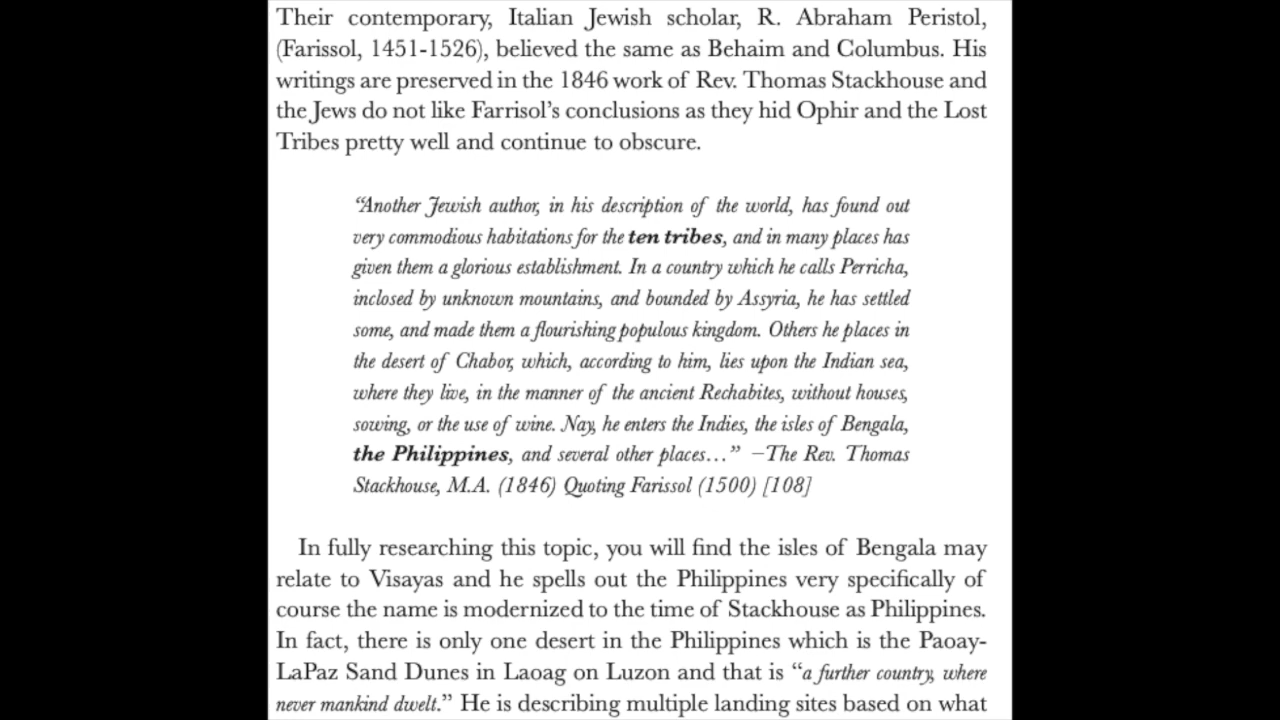 Their contemporary, Italian Jewish scholar, R. Abraham Peristol,
(Farissol, 1451-1526), believed the same as Behaim and Columbus. His
writings are preserved in the 1846 work of Rev. Thomas Stackhouse and
the Jews do not like Farrisol's conclusions as they hid Ophir and the Lost
Tribes pretty well and continue to obscure.
“Another Jewish author, in his description of the world, has found out
very commodious habitations for the ten tribes, and in many places has
given them a glorious establishment. In a country which he calls Perricha,
inclosed by unknown mountains, and bounded by Assyria, he has settled
some, and made them a flourishing populous kingdom. Others he places in
the desert of Chabor, which, according to him, lies upon the Indian sea,
where they live, in the manner of the ancient Rechabites, without houses,
sowing, or the use of wine. Nay, he enters the Indies, the isles of Bengala,
the Philippines, and several other places…” –The Rev. Thomas
Stackhouse, M.A. (1846) Quoting Farissol (1500) [108]
In fully researching this topic, you will find the isles of Bengala may
relate to Visayas and he spells out the Philippines very specifically of
course the name is modernized to the time of Stackhouse as Philippines.
In fact, there is only one desert in the Philippines which is the Paoay-
LaPaz Sand Dunes in Laoag on Luzon and that is “a further country, where
never mankind dwelt.” He is describing multiple landing sites based on what